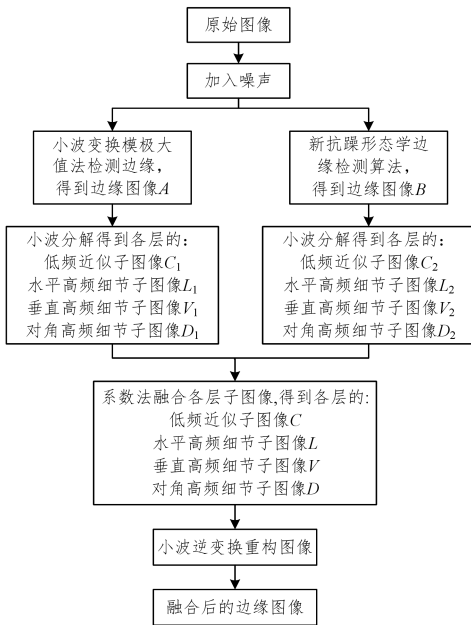 原始图像
加入噪声
小波变换模极大
值法检测边缘，
得到边缘图像A
新抗躁形态学边
缘检测算法，
得到边缘图像B
小波分解得到各层的：
低频近似子图像C₁
水平高频细节子图像L₁
垂直高频细节子图像V₁
对角高频细节子图像D₁
小波分解得到各层的：
低频近似子图像C₂
水平高频细节子图像L₂
垂直高频细节子图像V₂
对角高频细节子图像D₂
系数法融合各层子图像,得到各层的:
低频近似子图像C
水平高频细节子图像L
垂直高频细节子图像V
对角高频细节子图像D
小波逆变换重构图像
融合后的边缘图像